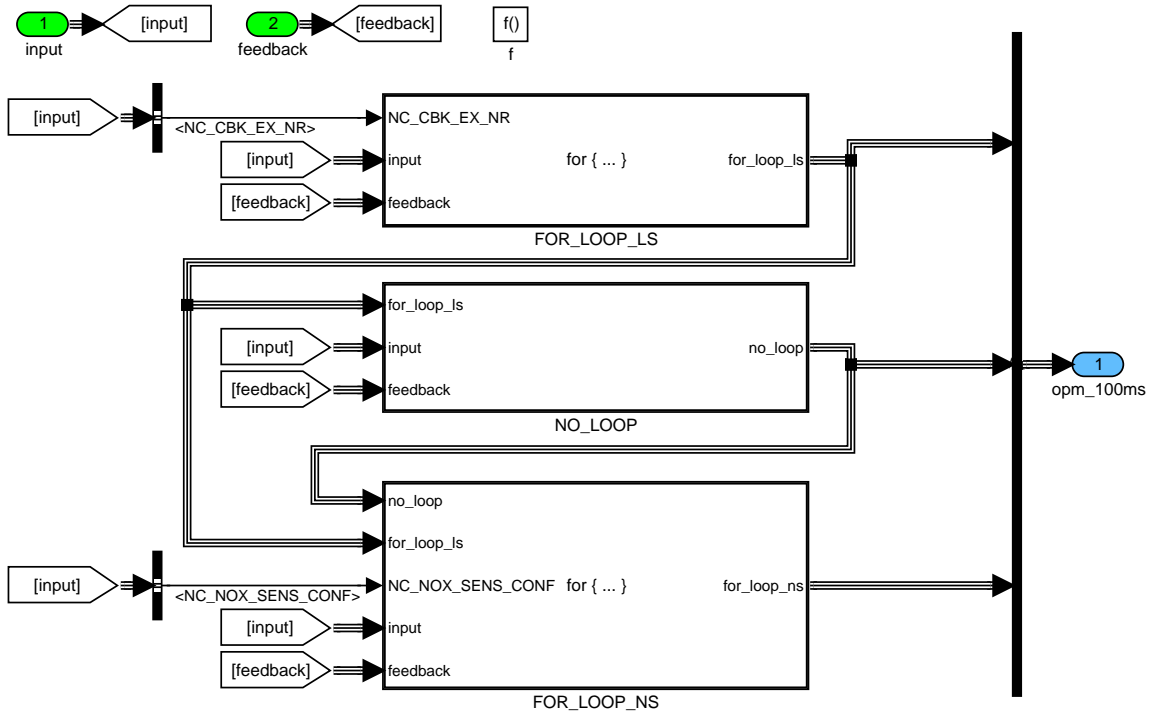 1
[input]
2
[feedback]
f()
input
feedback
f
[input]
NC_CBK_EX_NR
<NC_CBK_EX_NR>
[input]
input
for { ... }
for_loop_ls
[feedback]
feedback
FOR_LOOP_LS
for_loop_ls
[input]
input
no_loop
1
[feedback]
feedback
opm_100ms
NO_LOOP
no_loop
for_loop_ls
[input]
NC_NOX_SENS_CONF
for { ... }
for_loop_ns
<NC_NOX_SENS_CONF>
[input]
input
[feedback]
feedback
FOR_LOOP_NS